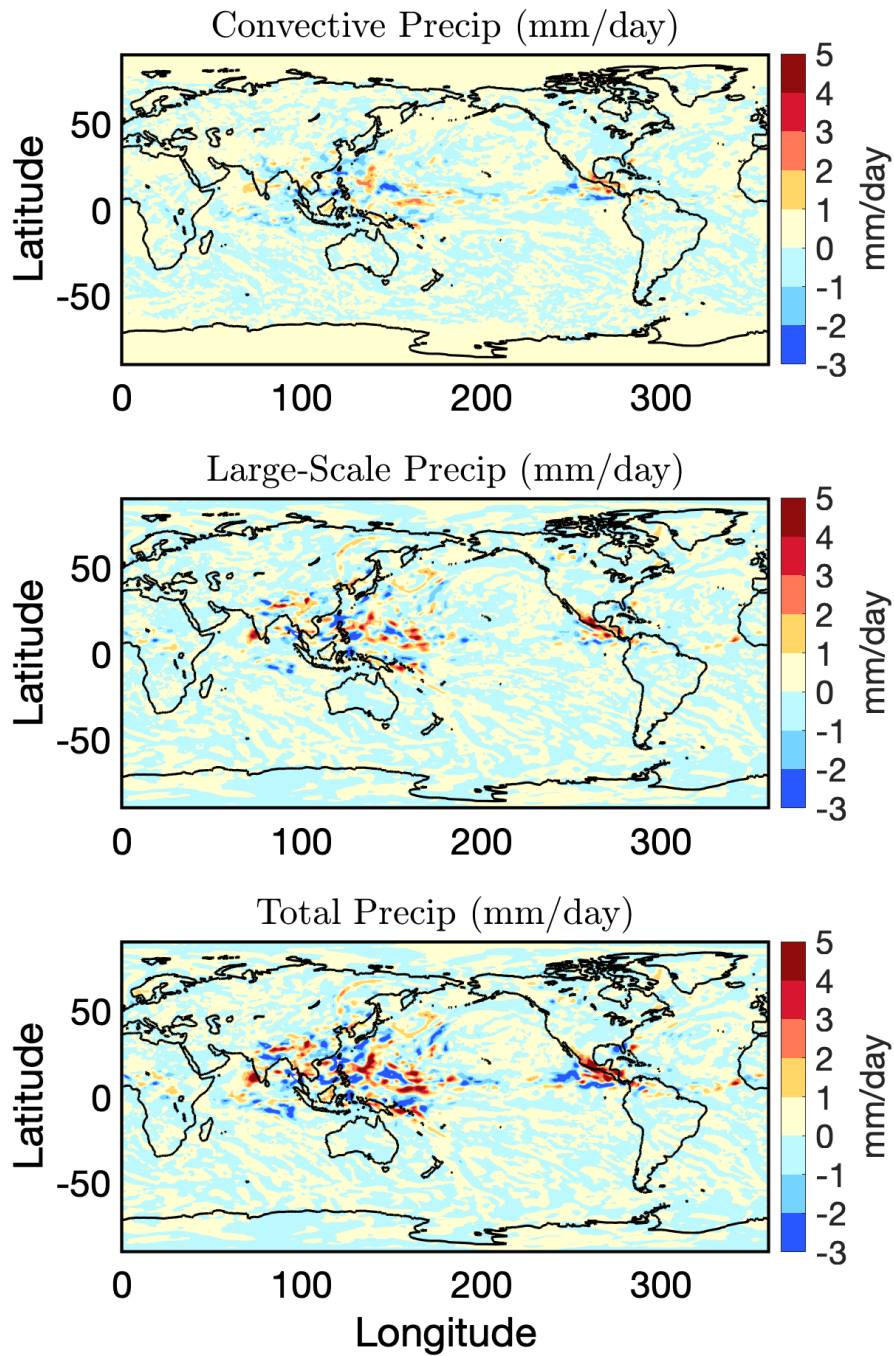 Convective Precip (mm/day)
5
4
3
2
1
0
-1
-2
-3
mm/day
50
0
-50
Latitude
0 100 200 300
Large-Scale Precip (mm/day)
5
4
3
2
1
0
-1
-2
-3
mm/day
50
0
-50
Latitude
0 100 200 300
Total Precip (mm/day)
5
4
3
2
1
0
-1
-2
-3
mm/day
50
0
-50
Latitude
0 100 200 300
Longitude